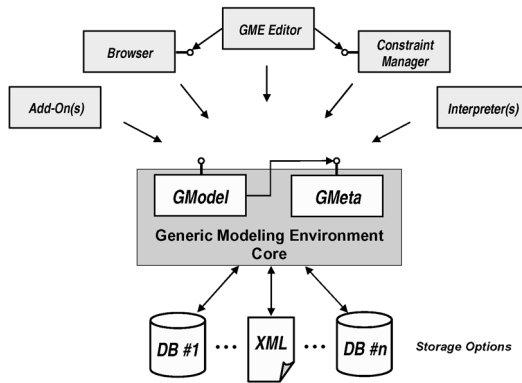 GME Editor
Browser
Constraint
Manager
Add-On(s)
Interpreter(s)
GModel
GMeta
Generic Modeling Environment
Core
DB #1
•••
XML
•••
DB #n
Storage Options